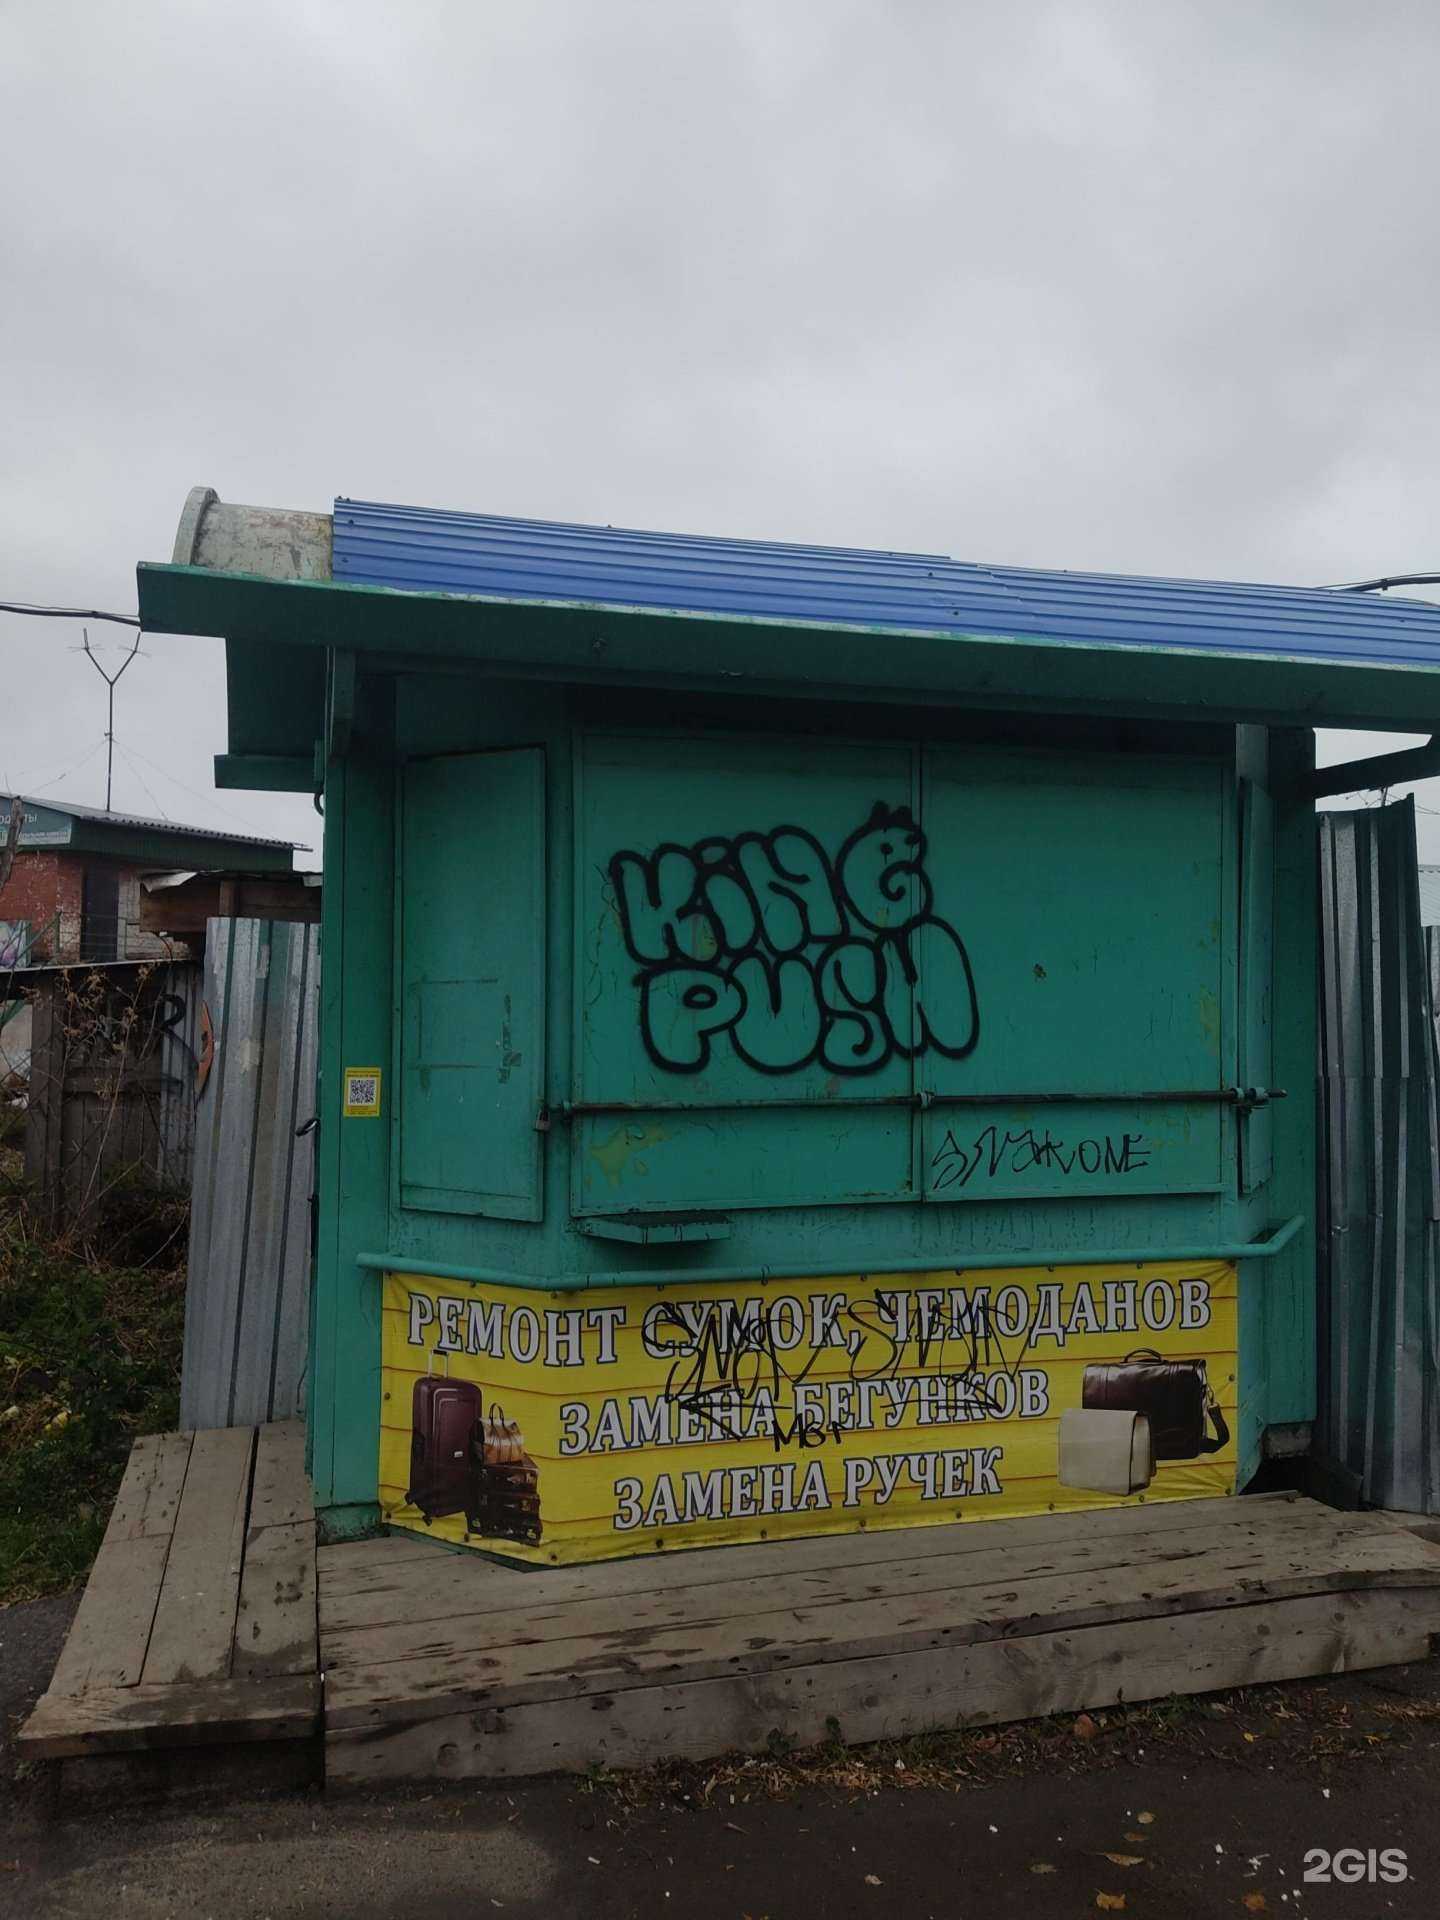 KING
PUSH
РЕМОНТ СУМОК, ЧЕМОДАНОВ
ЗАМЕНА БЕГУНКОВ
ЗАМЕНА РУЧЕК
2GIS